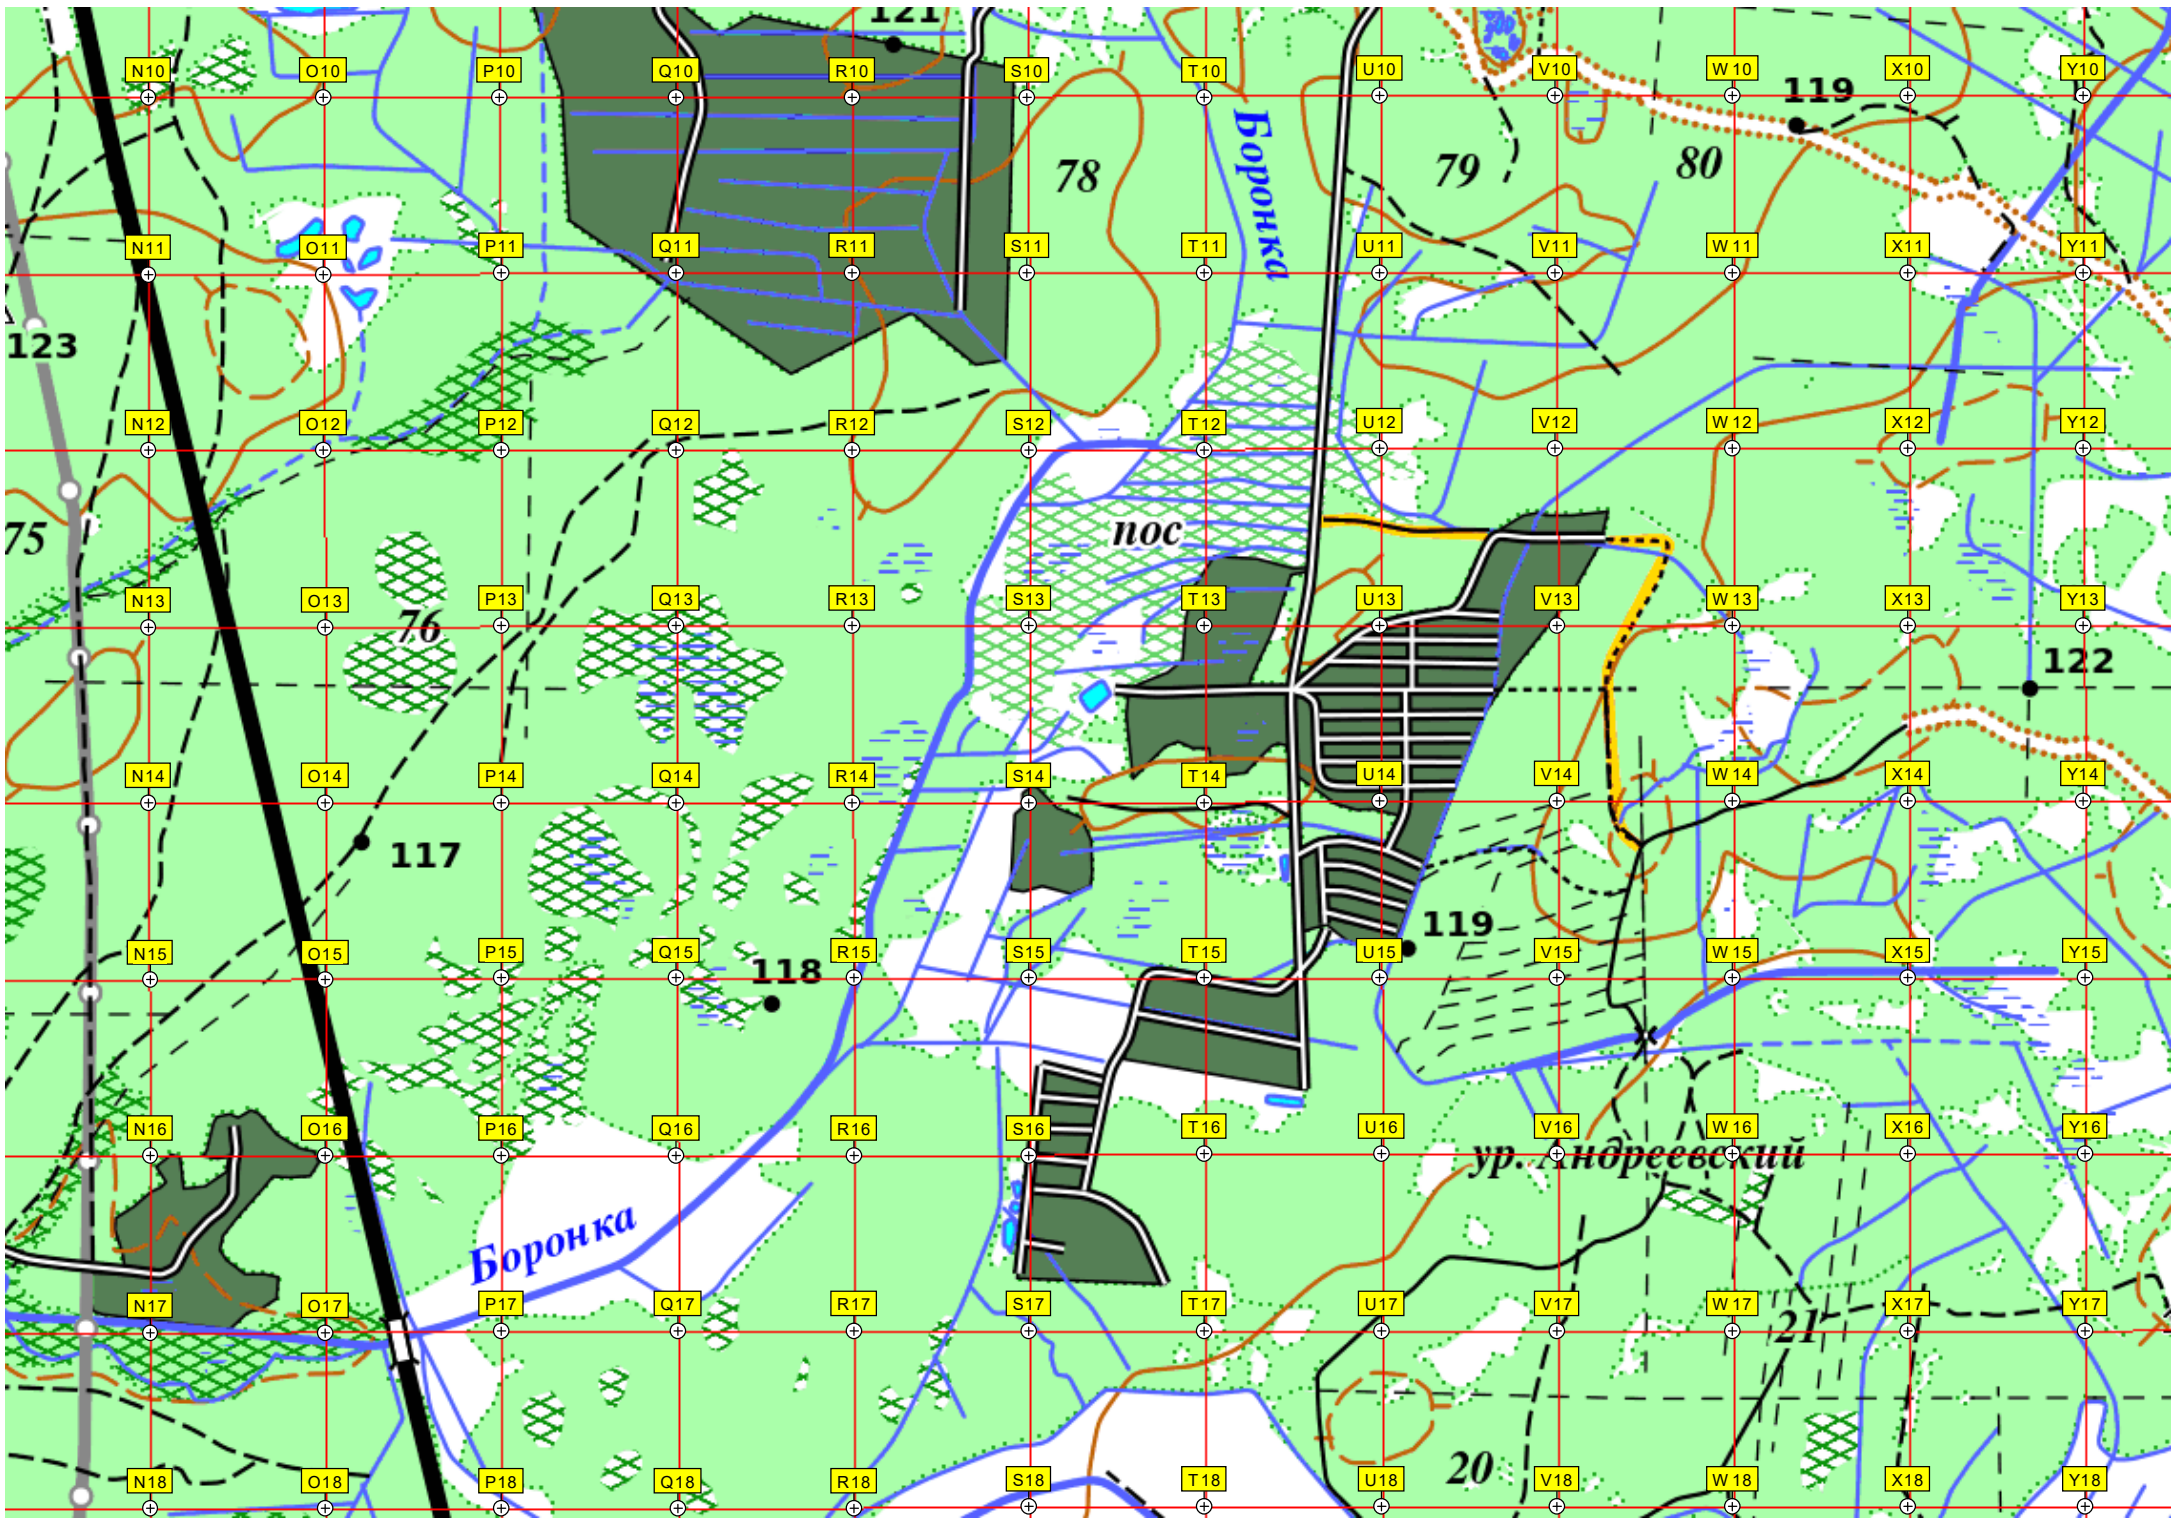 121
N10 O10 P10 Q10 R10 S10 T10 U10 V10 W10 X10 Y10
119
Боронка
78 79 80
N11 O11 P11 Q11 R11 S11 T11 U11 V11 W11 X11 Y11
123
N12 O12 P12 Q12 R12 S12 T12 U12 V12 W12 X12 Y12
75
пос
N13 O13 P13 Q13 R13 S13 T13 U13 V13 W13 X13 Y13
76
122
N14 O14 P14 Q14 R14 S14 T14 U14 V14 W14 X14 Y14
117
119
N15 O15 P15 Q15 R15 S15 T15 U15 V15 W15 X15 Y15
118
N16 O16 P16 Q16 R16 S16 T16 U16 V16 W16 X16 Y16
ур. Андреевский
Боронка
N17 O17 P17 Q17 R17 S17 T17 U17 V17 W17 X17 Y17
21
20
N18 O18 P18 Q18 R18 S18 T18 U18 V18 W18 X18 Y18